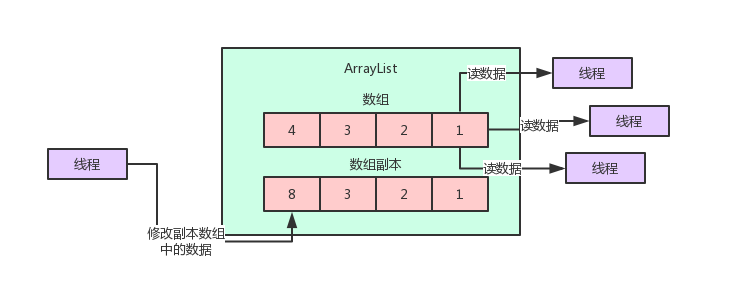 ArrayList
数组
4 3 2 1
数组副本
8 3 2 1
线程
修改副本数组
中的数据
读数据
线程
读数据
线程
读数据
线程